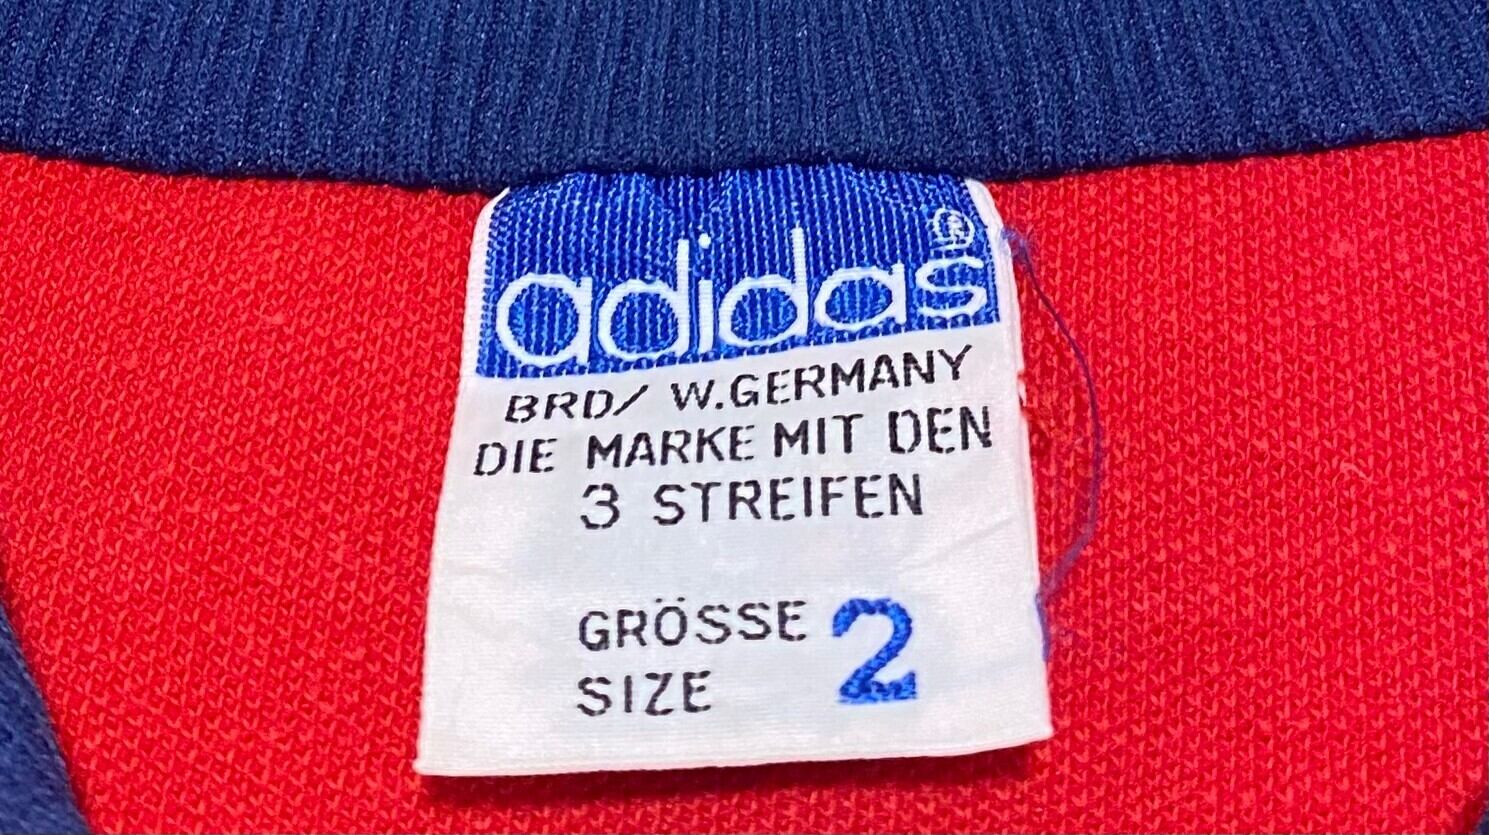 adidas®
BRD/ W.GERMANY
DIE MARKE MIT DEN
3 STREIFEN
GRÖSSE 2
SIZE